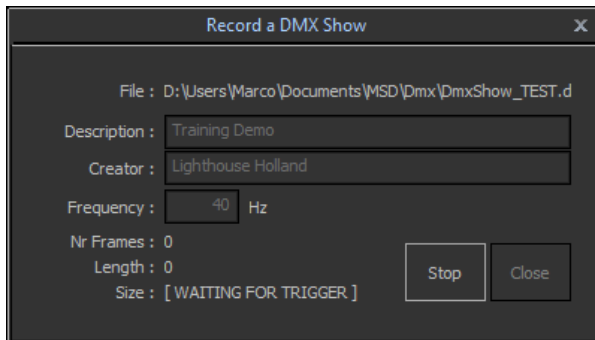 Record a DMX Show X
File : D:\Users\Marco\Documents\MSD\Dmx\DmxShow_TEST.d
Description : Training Demo
Creator : Lighthouse Holland
Frequency : 40 Hz
Nr Frames : 0
Length : 0
Size : [ WAITING FOR TRIGGER ]
Stop Close